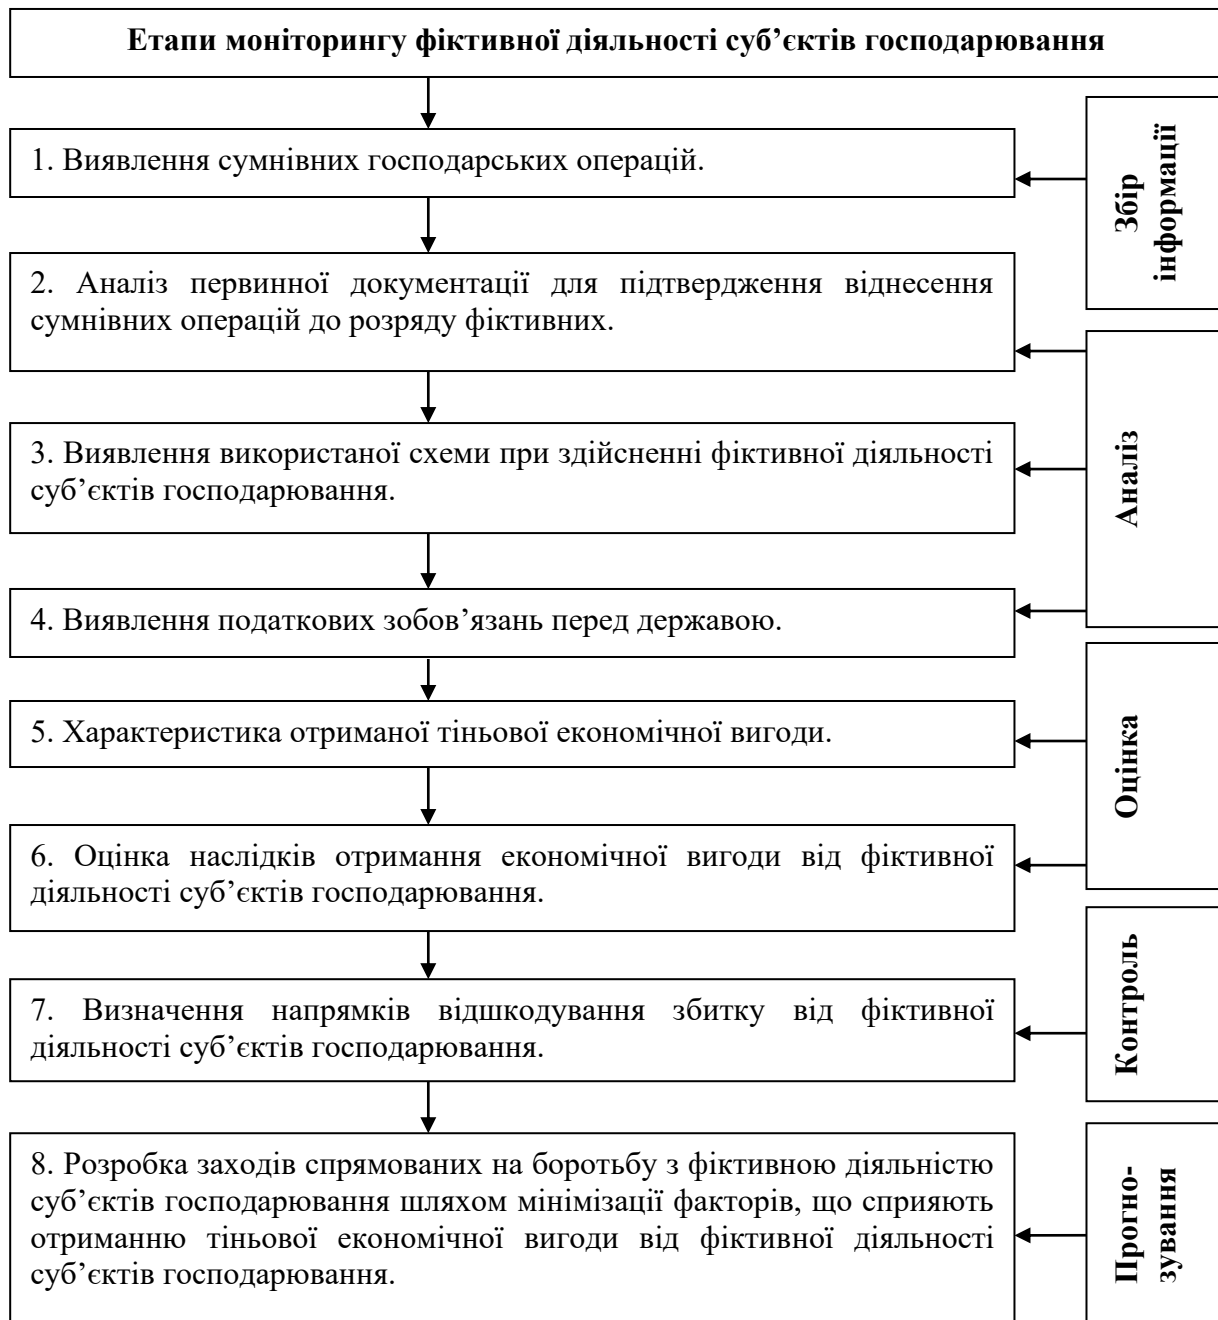 Етапи моніторингу фіктивної діяльності суб’єктів господарювання
1. Виявлення сумнівних господарських операцій.
Збір
інформації
2. Аналіз первинної документації для підтвердження віднесення
сумнівних операцій до розряду фіктивних.
Аналіз
3. Виявлення використаної схеми при здійсненні фіктивної діяльності
суб’єктів господарювання.
4. Виявлення податкових зобов’язань перед державою.
Оцінка
5. Характеристика отриманої тіньової економічної вигоди.
6. Оцінка наслідків отримання економічної вигоди від фіктивної
діяльності суб’єктів господарювання.
Контроль
7. Визначення напрямків відшкодування збитку від фіктивної
діяльності суб’єктів господарювання.
Прогно-
зування
8. Розробка заходів спрямованих на боротьбу з фіктивною діяльністю
суб’єктів господарювання шляхом мінімізації факторів, що сприяють
отриманню тіньової економічної вигоди від фіктивної діяльності
суб’єктів господарювання.